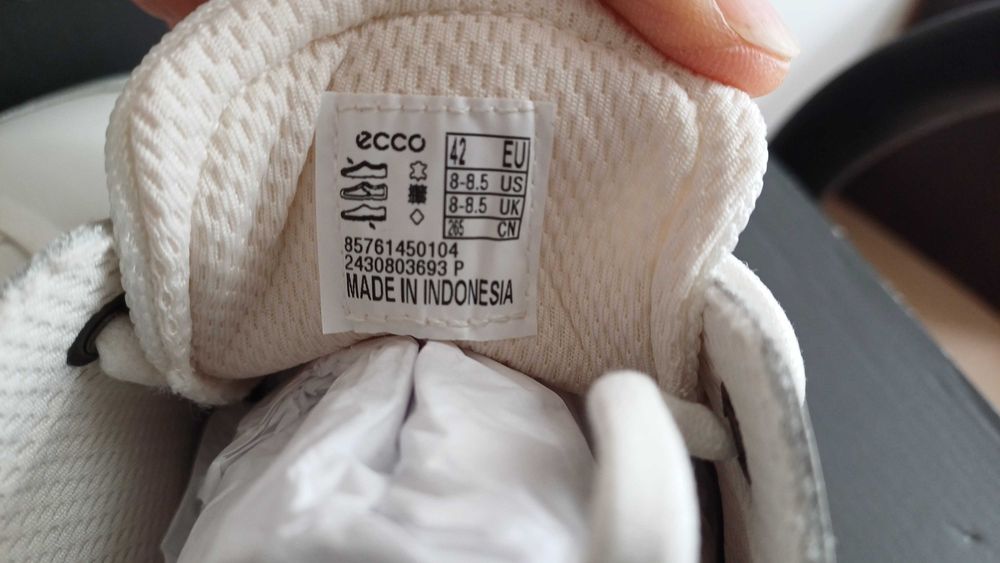 ecco
42 EU
8-8.5 US
8-8.5 UK
265 CN
85761450104
2430803693 P
MADE IN INDONESIA